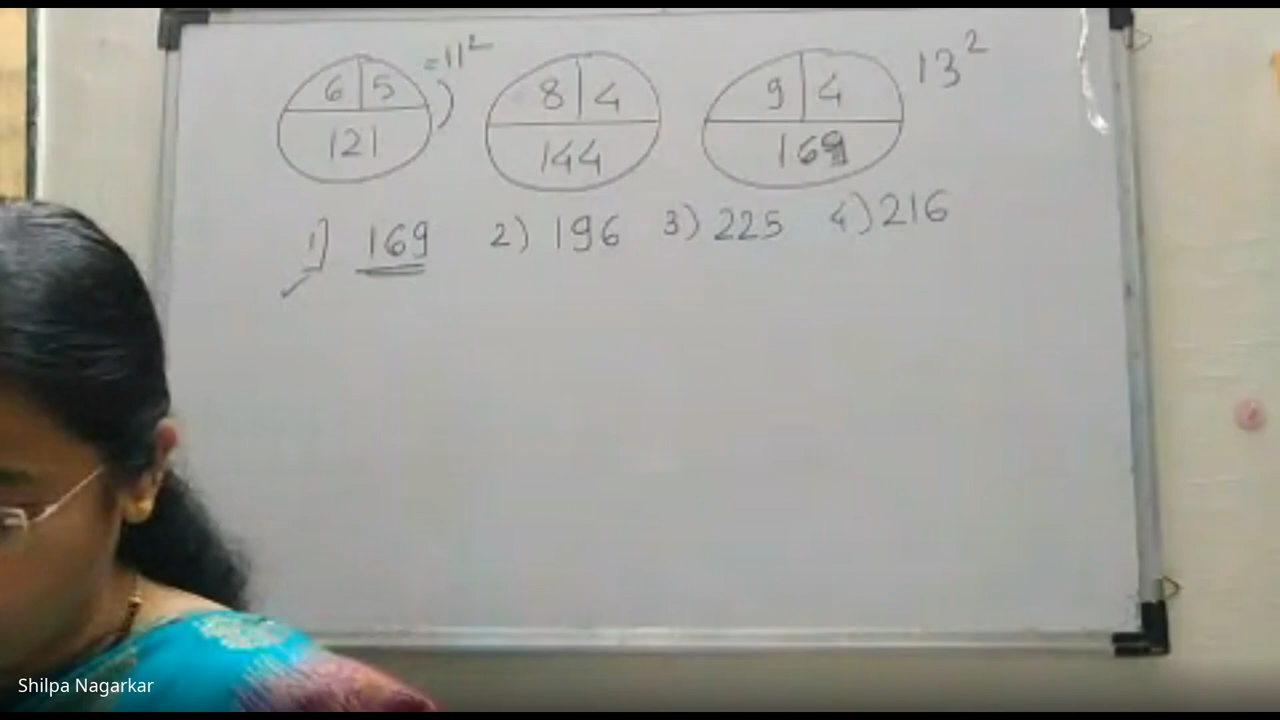 6 5 = 11² 8 4 9 4 13²
121 ) 144 169
1) 169 2) 196 3) 225 4) 216
Shilpa Nagarkar